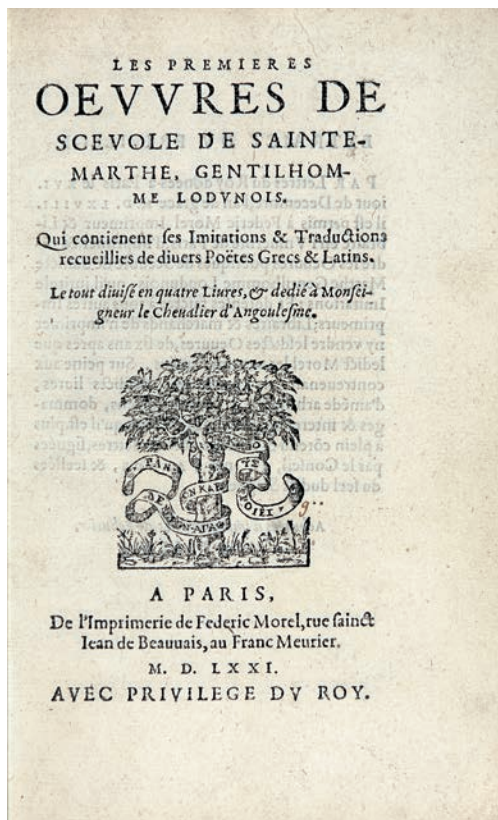 LES PREMIERES
OEVVRES DE
SCEVOLE DE SAINTE-
MARTHE, GENTILHOM-
ME LODVNOIS.
Qui contienent ses Imitations & Traductions
recueillies de diuers Poëtes Grecs & Latins.
Le tout diuisé en quatre Liures, & dedié à Monsei-
gneur le Cheualier d'Angoulesme.
A PARIS,
De l'Imprimerie de Federic Morel, rue sainct
Iean de Beauuais, au Franc Meurier.
M. D. LXXI.
AVEC PRIVILEGE DV ROY.